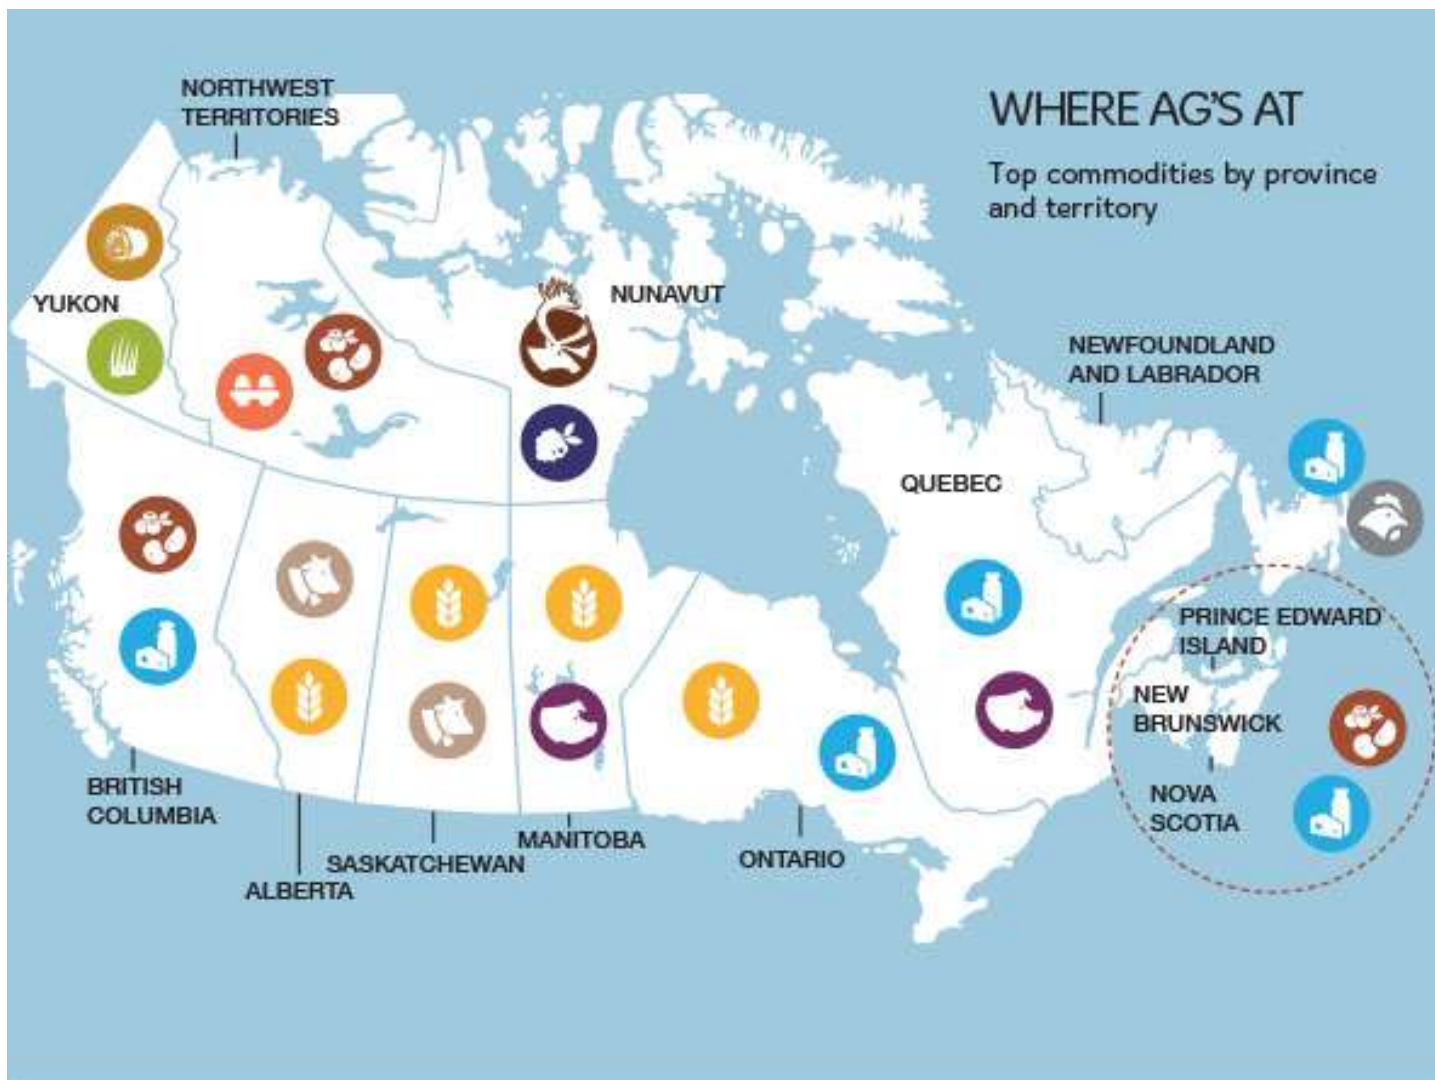 NORTHWEST
TERRITORIES
WHERE AG'S AT
Top commodities by province
and territory
YUKON
NUNAVUT
NEWFOUNDLAND
AND LABRADOR
QUEBEC
PRINCE EDWARD
ISLAND
NEW
BRUNSWICK
NOVA
SCOTIA
BRITISH
COLUMBIA
ALBERTA
SASKATCHEWAN
MANITOBA
ONTARIO